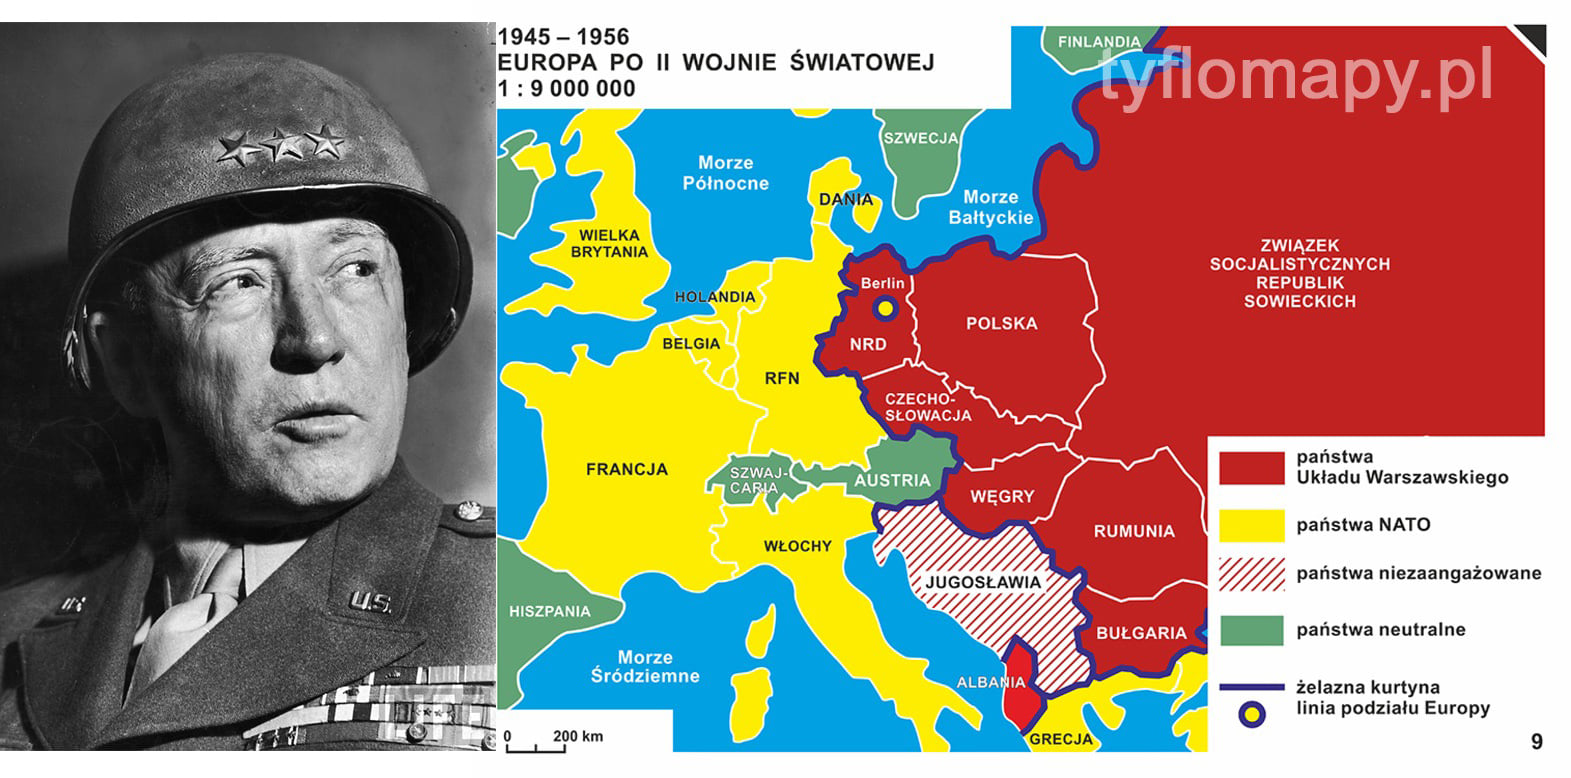 1945 – 1956
EUROPA PO II WOJNIE ŚWIATOWEJ
1 : 9 000 000
tyflomapy.pl
FINLANDIA
SZWECJA
Morze
Północne
DANIA
Morze
Bałtyckie
WIELKA
BRYTANIA
ZWIĄZEK
SOCJALISTYCZNYCH
REPUBLIK
SOWIECKICH
HOLANDIA
Berlin
POLSKA
BELGIA
NRD
RFN
CZECHO-
SŁOWACJA
FRANCJA
SZWAJ-
CARIA
AUSTRIA
WĘGRY
RUMUNIA
WŁOCHY
JUGOSŁAWIA
HISZPANIA
BUŁGARIA
Morze
Śródziemne
ALBANIA
GRECJA
0 200 km
państwa
Układu Warszawskiego
państwa NATO
państwa niezaangażowane
państwa neutralne
żelazna kurtyna
linia podziału Europy
9
U.S.
LIFE